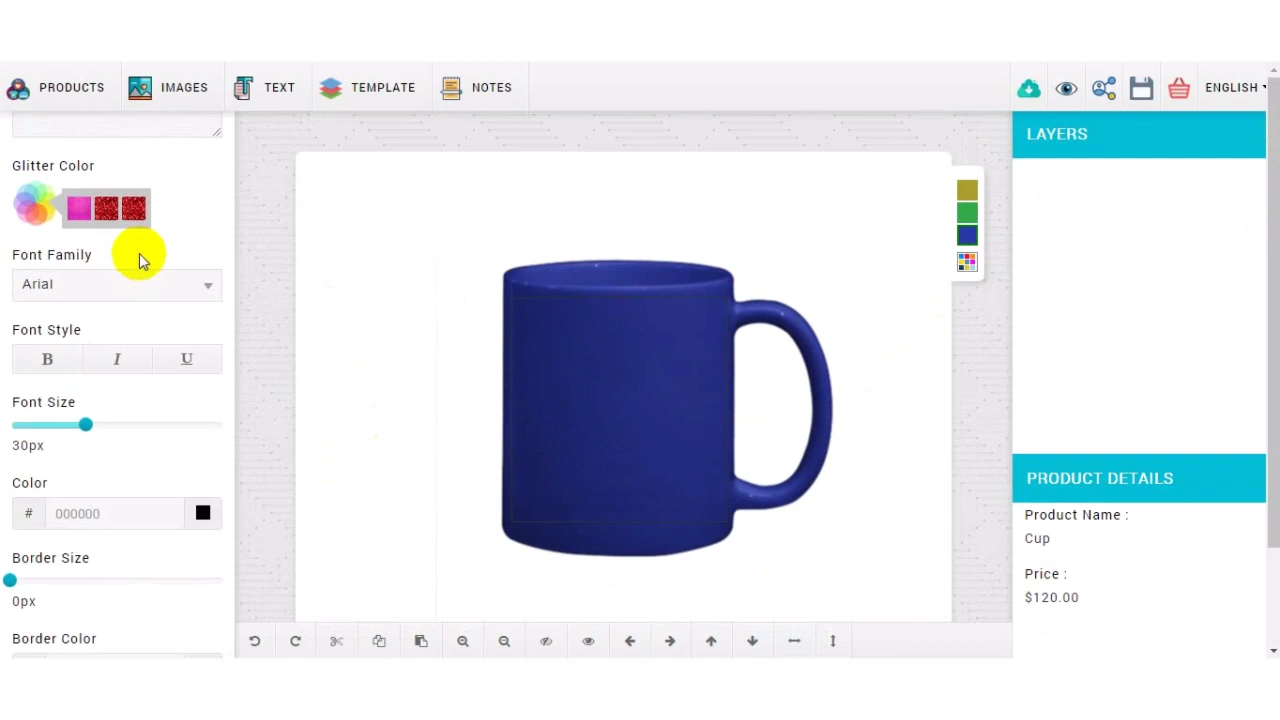 PRODUCTS IMAGES TEXT TEMPLATE NOTES ENGLISH
Glitter Color
Font Family
Arial
Font Style
B I U
Font Size
30px
Color
# 000000
Border Size
0px
Border Color
LAYERS
PRODUCT DETAILS
Product Name :
Cup
Price :
$120.00